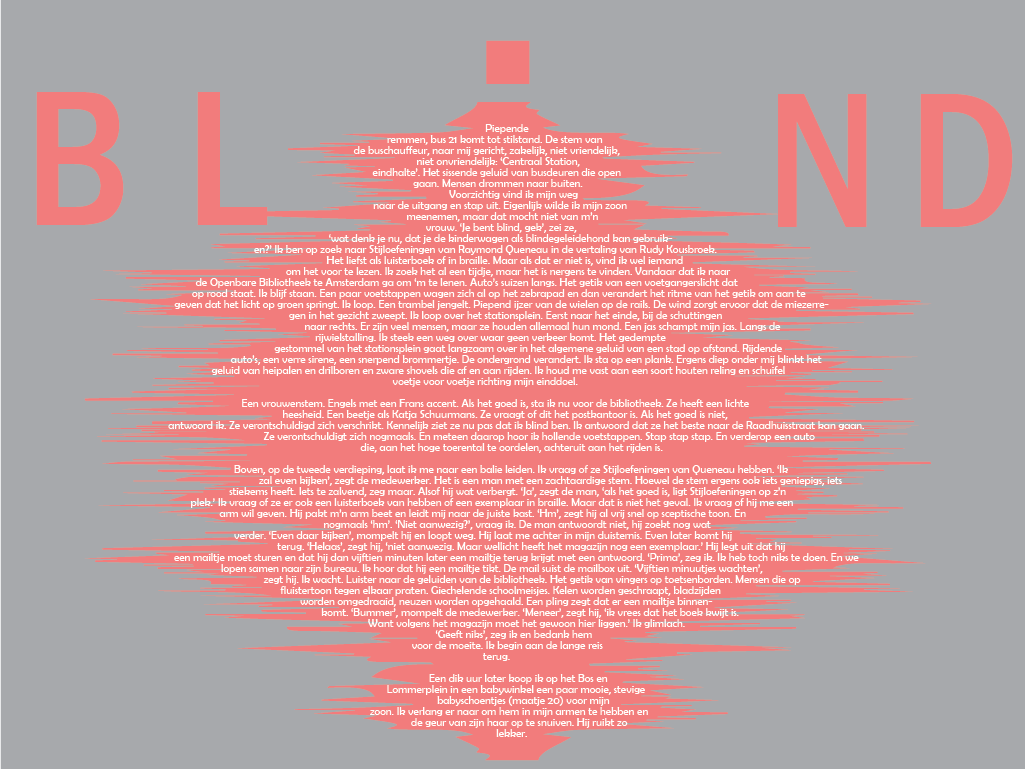 BLIND
Piepende
remmen, bus 21 komt tot stilstand. De stem van
de buschauffeur, naar mij gericht, zakelijk, niet vriendelijk,
niet onvriendelijk: 'Centraal Station,
eindhalte'. Het sissende geluid van busdeuren die open
gaan. Mensen drommen naar buiten.
Voorzichtig vind ik mijn weg
naar de uitgang en stap uit. Eigenlijk wilde ik mijn zoon
meenemen, maar dat mocht niet van m'n
vrouw. 'Je bent blind, gek', zei ze,
'wat denk je nu, dat je de kinderwagen als blindegeleidehond kan gebruik-
en?' Ik ben op zoek naar Stijloefeningen van Raymond Queneau in de vertaling van Rudy Kousbroek.
Het liefst als luisterboek of in braille. Maar als dat er niet is, vind ik wel iemand
om het voor te lezen. Ik zoek het al een tijdje, maar het is nergens te vinden. Vandaar dat ik naar
de Openbare Bibliotheek te Amsterdam ga om 'm te lenen. Auto's suizen langs. Het getik van een voetgangerslicht dat
op rood staat. Ik blijf staan. Een paar voetstappen wagen zich al op het zebrapad en dan verandert het ritme van het getik om aan te
geven dat het licht op groen springt. Ik loop. Een trambel jengelt. Piepend ijzer van de wielen op de rails. De wind zorgt ervoor dat de miezerre-
gen in het gezicht zweept. Ik loop over het stationsplein. Eerst naar het einde, bij de schuttingen
naar rechts. Er zijn veel mensen, maar ze houden allemaal hun mond. Een jas schampt mijn jas. Langs de
rijwielstalling. Ik steek een weg over waar geen verkeer komt. Het gedempte
gestommel van het stationsplein gaat langzaam over in het algemene geluid van een stad op afstand. Rijdende
auto's, een verre sirene, een snerpend brommertje. De ondergrond verandert. Ik sta op een plank. Ergens diep onder mij klinkt het
geluid van heipalen en drilboren en zware shovels die af en aan rijden. Ik houd me vast aan een soort houten reling en schuifel
voetje voor voetje richting mijn einddoel.
Een vrouwenstem. Engels met een Frans accent. Als het goed is, sta ik nu voor de bibliotheek. Ze heeft een lichte
heesheid. Een beetje als Katja Schuurmans. Ze vraagt of dit het postkantoor is. Als het goed is niet,
antwoord ik. Ze verontschuldigt zich verschrikt. Kennelijk ziet ze nu pas dat ik blind ben. Ik antwoord dat ze het beste naar de Raadhuisstraat kan gaan.
Ze verontschuldigt zich nogmaals. En meteen daarop hoor ik hollende voetstappen. Stap stap stap. En verderop een auto
die, aan het hoge toerental te oordelen, achteruit aan het rijden is.
Boven, op de tweede verdieping, laat ik me naar een balie leiden. Ik vraag of ze Stijloefeningen van Queneau hebben. 'Ik
zal even kijken', zegt de medewerker. Het is een man met een zachtaardige stem. Hoewel de stem ergens ook iets geniepigs, iets
stiekems heeft. Iets te zalvend, zeg maar. Alsof hij wat verbergt. 'Ja', zegt de man, 'als het goed is, ligt Stijloefeningen op z'n
plek.' Ik vraag of ze er ook een luisterboek van hebben of een exemplaar in braille. Maar dat is niet het geval. Ik vraag of hij me een
arm wil geven. Hij pakt m'n arm beet en leidt mij naar de juiste kast. 'Hm', zegt hij al vrij snel op sceptische toon. En
nogmaals 'hm'. 'Niet aanwezig?', vraag ik. De man antwoordt niet, hij zoekt nog wat
verder. 'Even daar kijken', mompelt hij en loopt weg. Hij laat me achter in mijn duisternis. Even later komt hij
terug. 'Helaas', zegt hij, 'niet aanwezig. Maar wellicht heeft het magazijn nog een exemplaar.' Hij legt uit dat hij
een mailtje moet sturen en dat hij dan vijftien minuten later een mailtje terug krijgt met een antwoord. 'Prima', zeg ik. Ik heb toch niks te doen. En we
lopen samen naar zijn bureau. Ik hoor dat hij een mailtje tikt. De mail suist de mailbox uit. 'Vijftien minuutjes wachten',
zegt hij. Ik wacht. Luister naar de geluiden van de bibliotheek. Het getik van vingers op toetsenborden. Mensen die op
fluistertoon tegen elkaar praten. Giechelende schoolmeisjes. Kelen worden geschraapt, bladzijden
worden omgedraaid, neuzen worden opgehaald. Een pling zegt dat er een mailtje binnen-
komt. 'Bummer', mompelt de medewerker. 'Meneer', zegt hij, 'ik vrees dat het boek kwijt is.
Want volgens het magazijn moet het gewoon hier liggen.' Ik glimlach.
'Geeft niks', zeg ik en bedank hem
voor de moeite. Ik begin aan de lange reis
terug.
Een dik uur later koop ik op het Bos en
Lommerplein in een babywinkel een paar mooie, stevige
babyschoentjes (maatje 20) voor mijn
zoon. Ik verlang er naar om hem in mijn armen te hebben en
de geur van zijn haar op te snuiven. Hij ruikt zo
lekker.